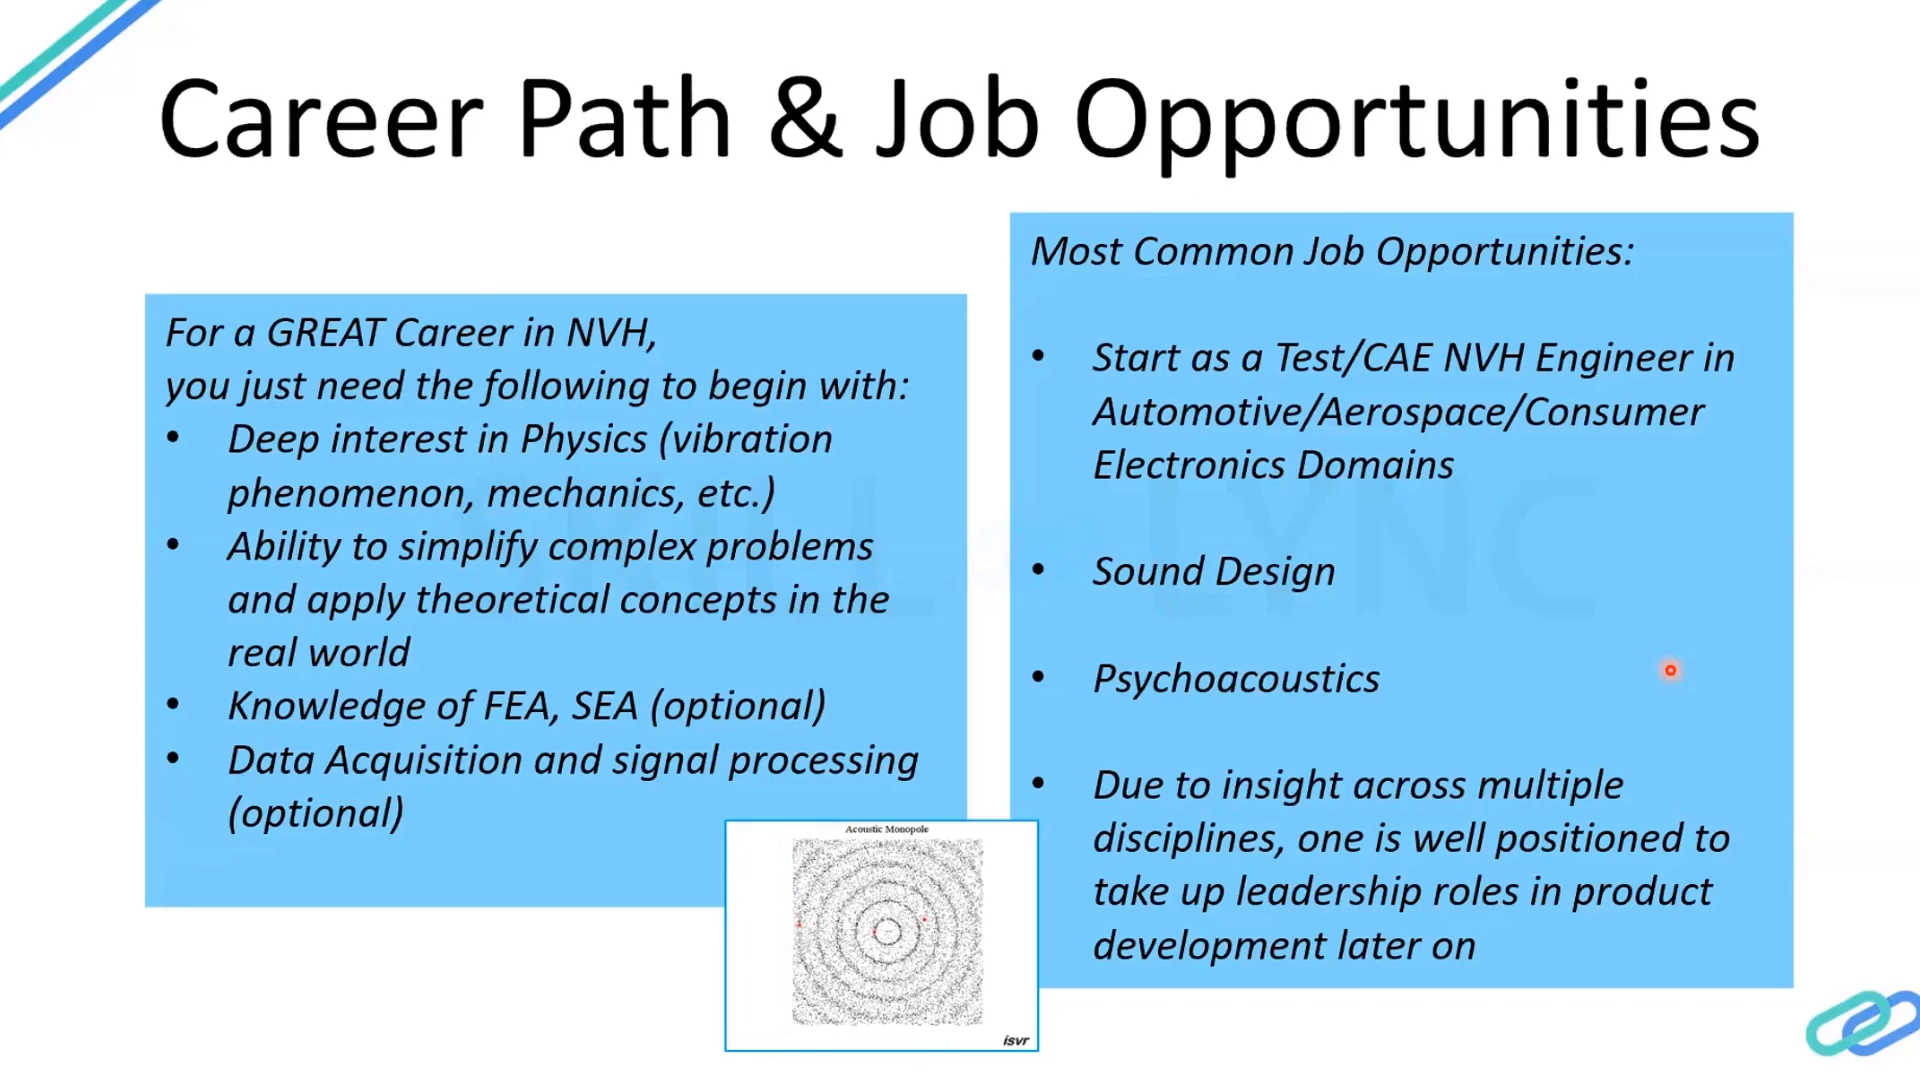 Career Path & Job Opportunities
For a GREAT Career in NVH,
you just need the following to begin with:
• Deep interest in Physics (vibration
phenomenon, mechanics, etc.)
• Ability to simplify complex problems
and apply theoretical concepts in the
real world
• Knowledge of FEA, SEA (optional)
• Data Acquisition and signal processing
(optional)
Most Common Job Opportunities:
• Start as a Test/CAE NVH Engineer in
Automotive/Aerospace/Consumer
Electronics Domains
• Sound Design
• Psychoacoustics
• Due to insight across multiple
disciplines, one is well positioned to
take up leadership roles in product
development later on
Acoustic Monopole
isvr
SKILL LYNC